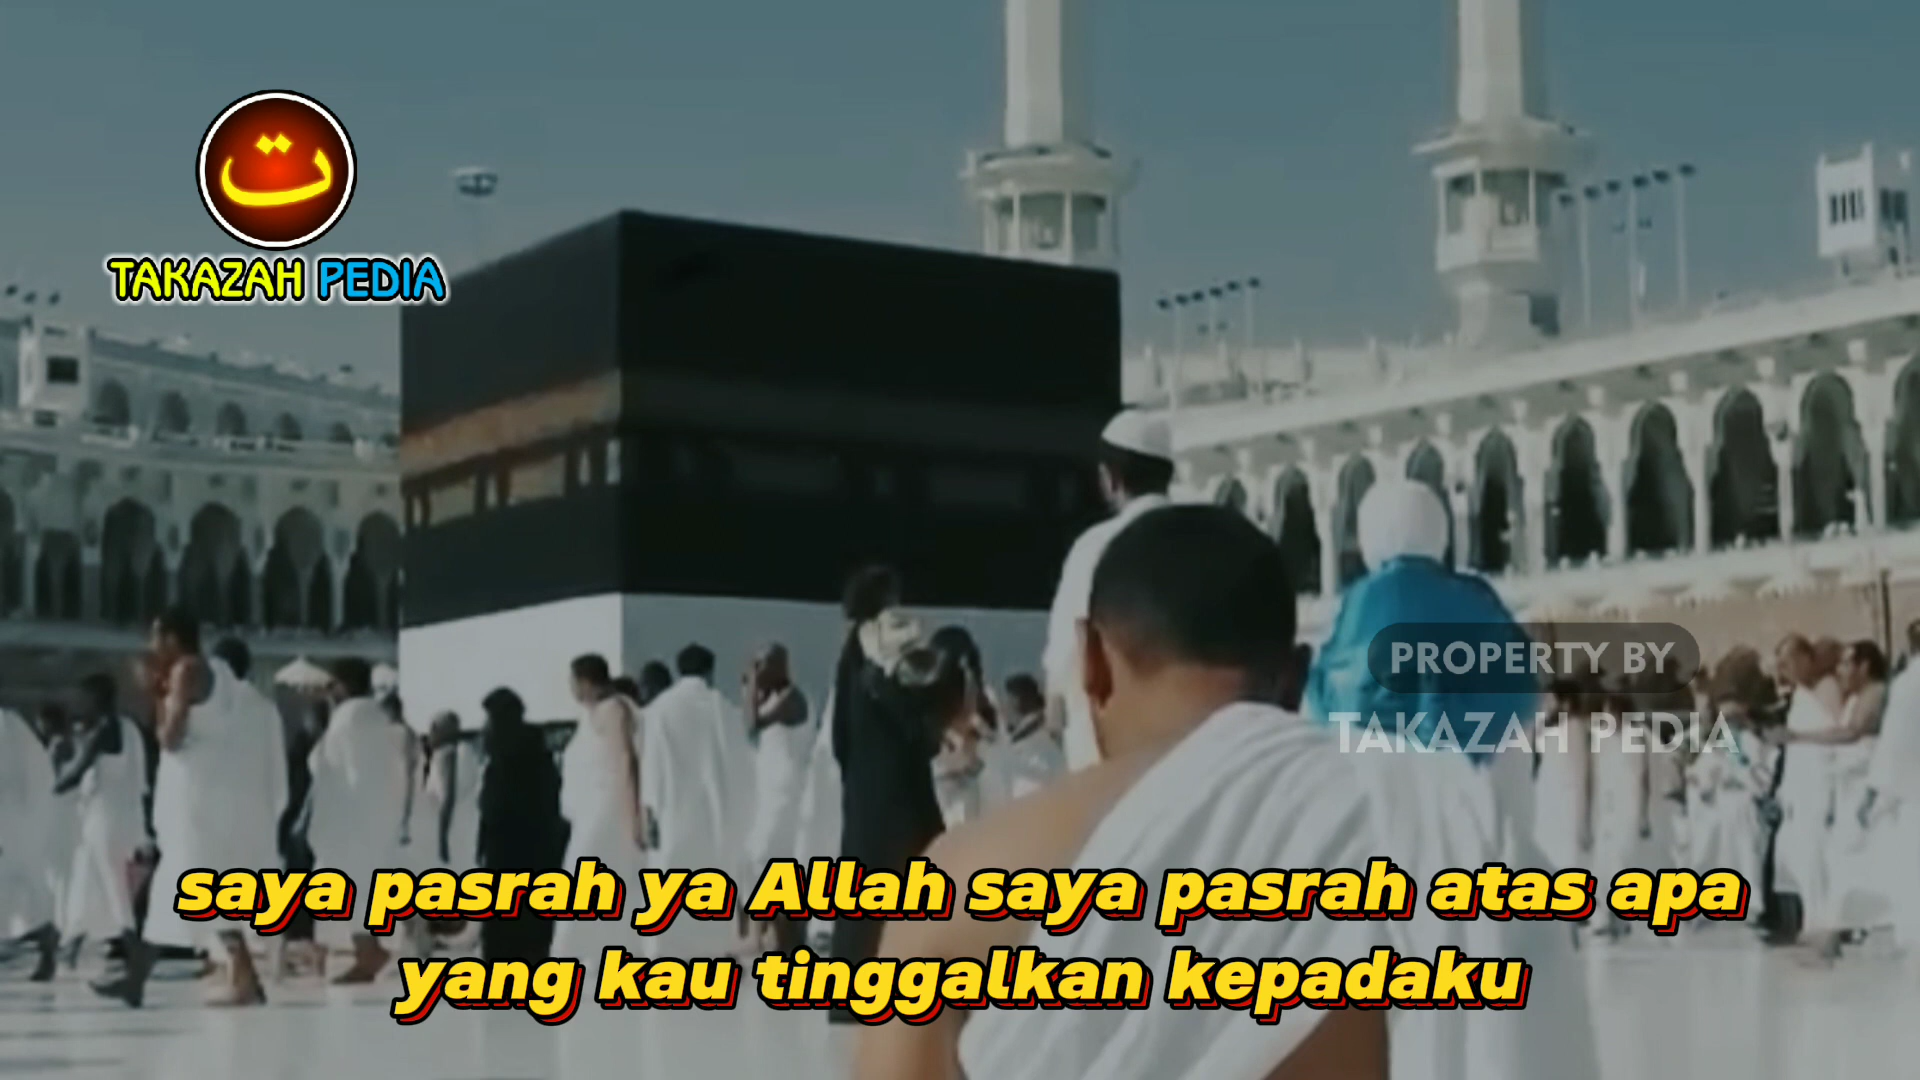 ت
TAKAZAH PEDIA
PROPERTY BY
TAKAZAH PEDIA
saya pasrah ya Allah saya pasrah atas apa
yang kau tinggalkan kepadaku